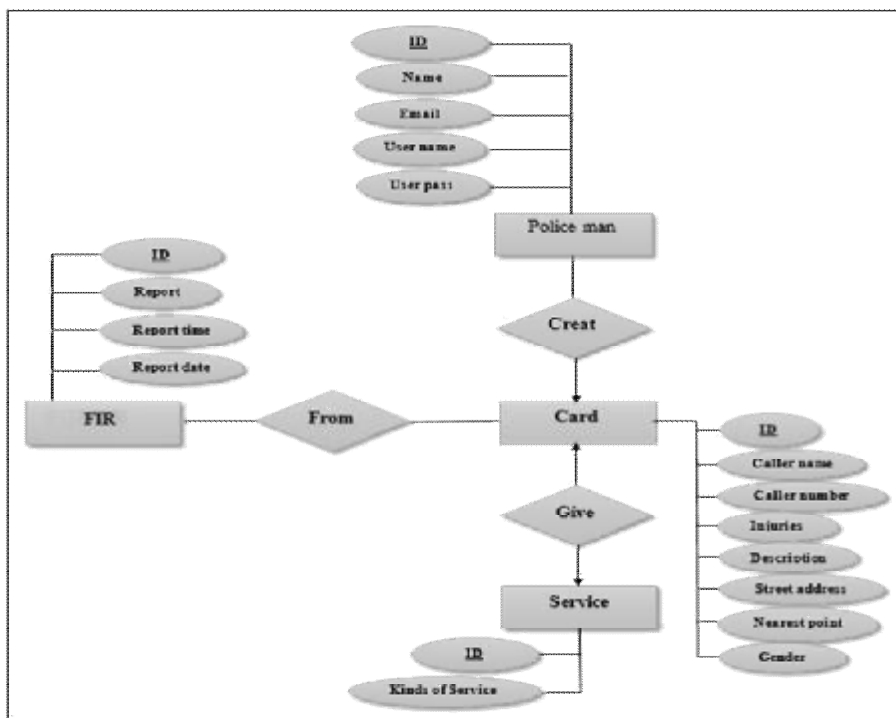 ID
Name
Email
User name
User pass
Police man
ID
Report
Report time
Report date
Creat
FIR
From
Card
ID
Caller name
Caller number
Injuries
Description
Street address
Nearest point
Gender
Give
Service
ID
Kinds of Service